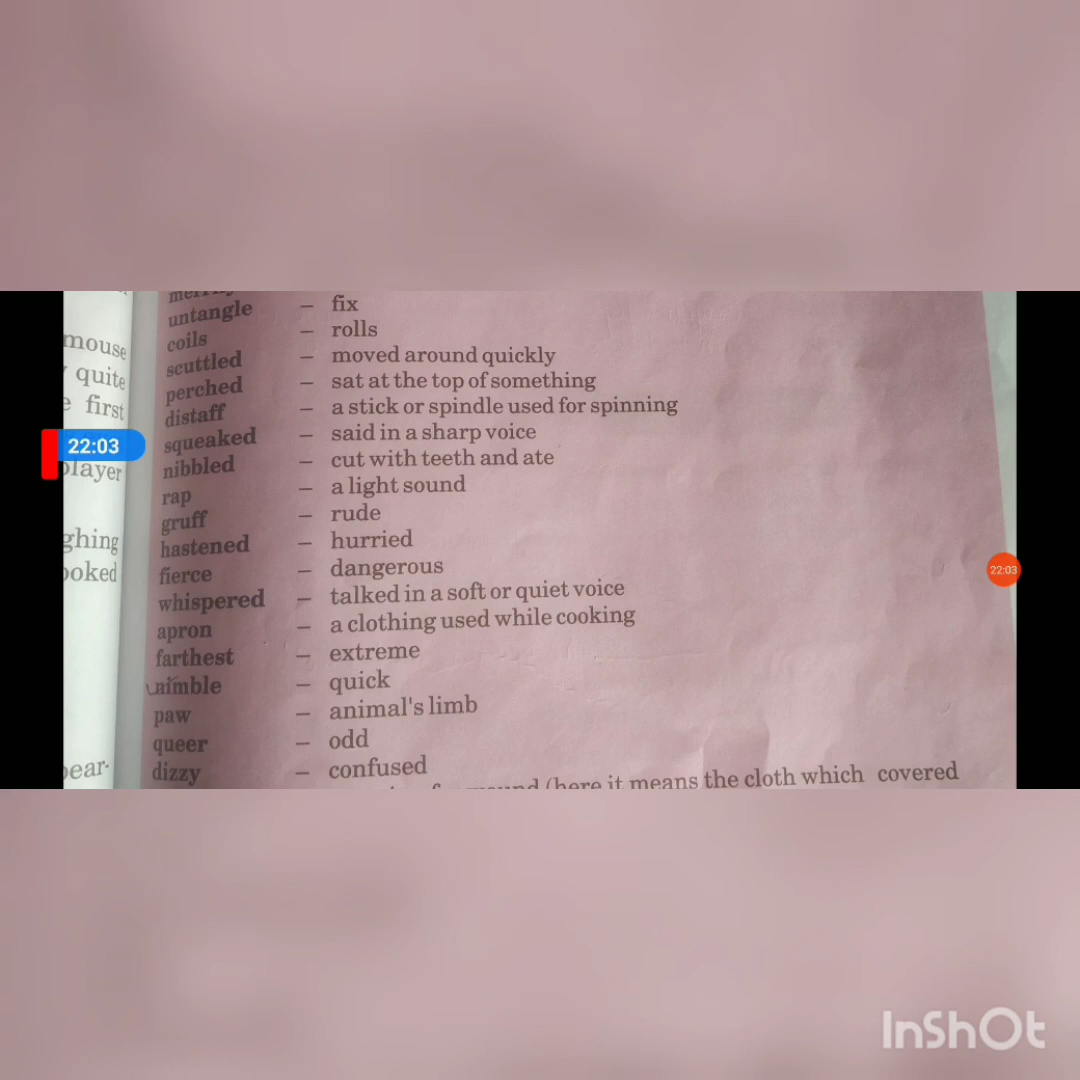 mouse
quite
first
22:03
player
ghing
ooked
pear-
untangle – fix
coils – rolls
scuttled – moved around quickly
perched – sat at the top of something
distaff – a stick or spindle used for spinning
squeaked – said in a sharp voice
nibbled – cut with teeth and ate
rap – a light sound
gruff – rude
hastened – hurried
fierce – dangerous
whispered – talked in a soft or quiet voice
apron – a clothing used while cooking
farthest – extreme
nimble – quick
paw – animal's limb
queer – odd
dizzy – confused
(here it means the cloth which covered
22:03
InShOt